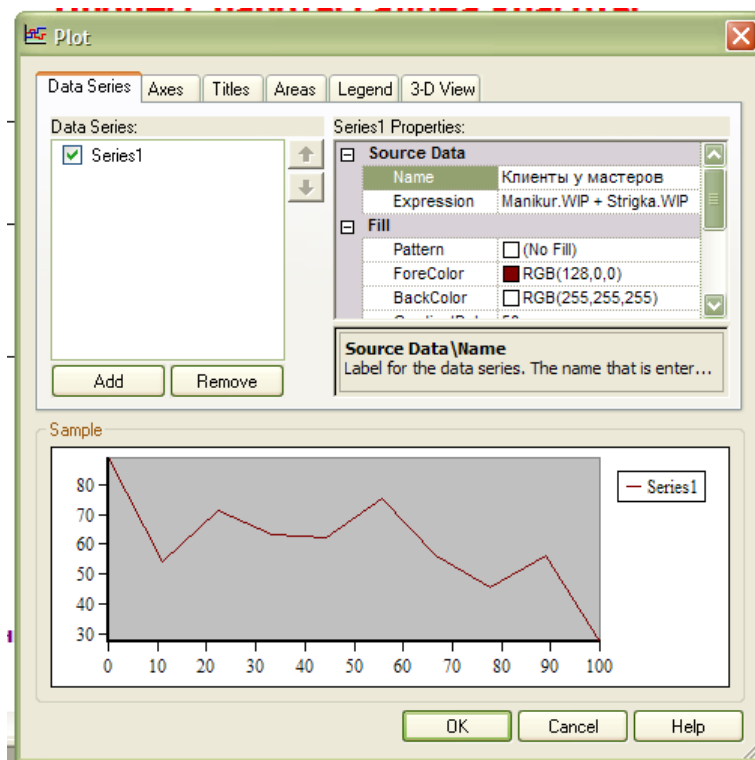 Plot
Data Series Axes Titles Areas Legend 3-D View
Data Series:
Series1
Add Remove
Series1 Properties:
Source Data
Name Клиенты у мастеров
Expression Manikur.WIP + Strigka.WIP
Fill
Pattern (No Fill)
ForeColor RGB(128,0,0)
BackColor RGB(255,255,255)
Source Data\Name
Label for the data series. The name that is enter...
Sample
80
70
60
50
40
30
0 10 20 30 40 50 60 70 80 90 100
Series1
OK Cancel Help